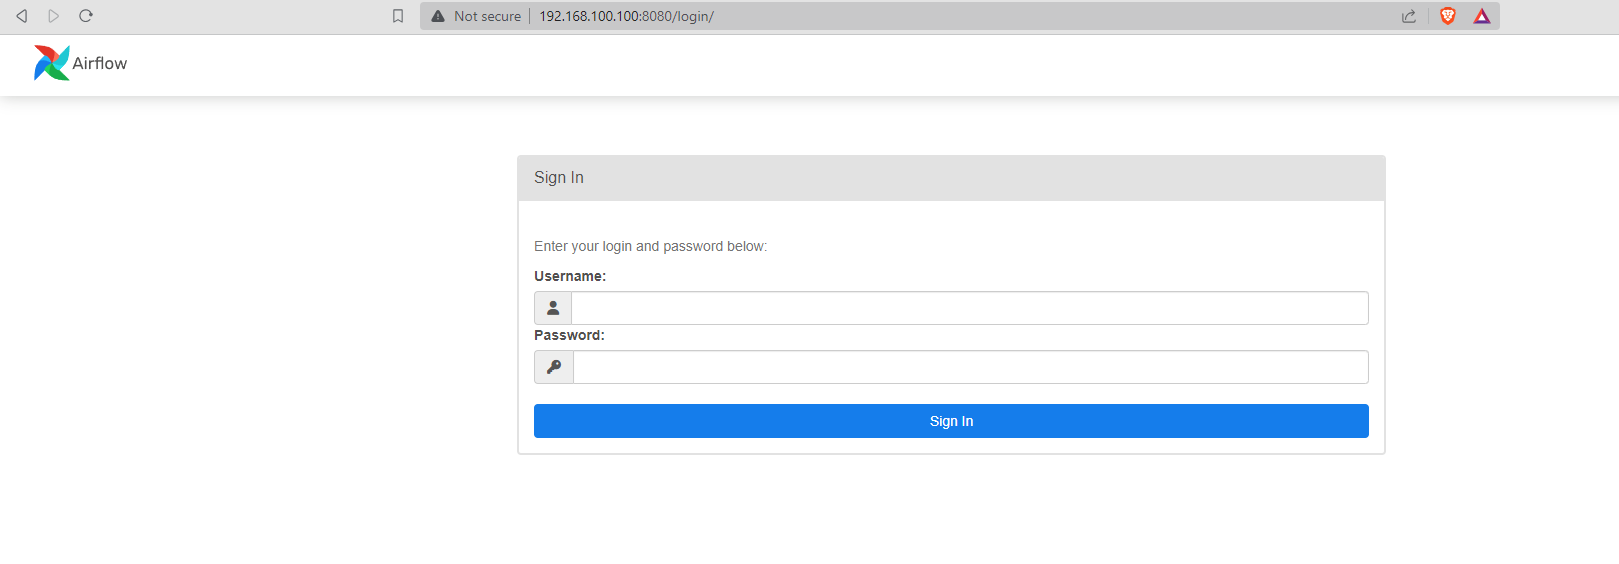 Not secure 192.168.100.100:8080/login/
Airflow
Sign In
Enter your login and password below:
Username:
Password:
Sign In